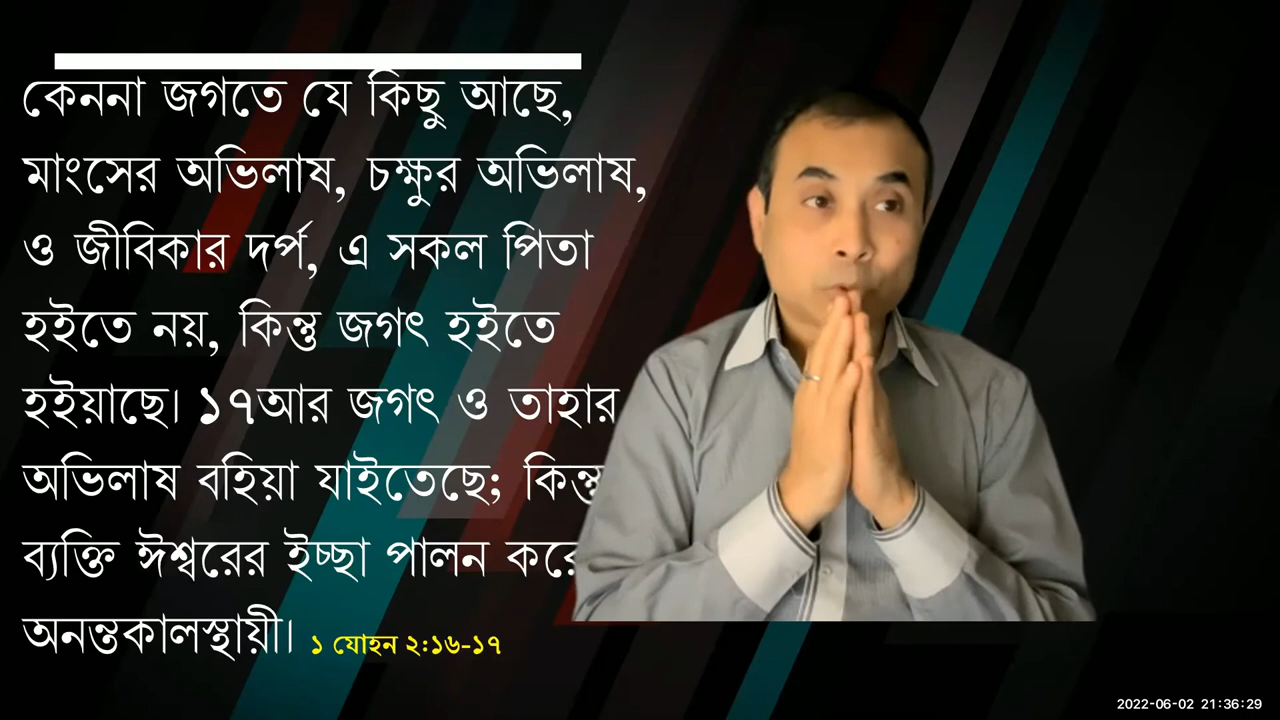 কেননা জগতে যে কিছু আছে,
মাংসের অভিলাষ, চক্ষুর অভিলাষ,
ও জীবিকার দর্প, এ সকল পিতা
হইতে নয়, কিন্তু জগৎ হইতে
হইয়াছে। ১৭আর জগৎ ও তাহার
অভিলাষ বহিয়া যাইতেছে; কিন্তু
ব্যক্তি ঈশ্বরের ইচ্ছা পালন করে
অনন্তকালস্থায়ী। ১ যোহন ২:১৬-১৭
2022-06-02 21:36:29